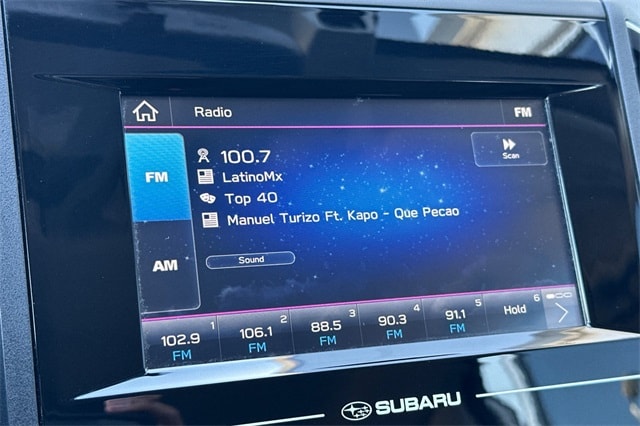 Radio FM
FM
100.7
LatinoMx
Top 40
Manuel Turizo Ft. Kapo - Que Pecao
Scan
AM
Sound
1 2 3 4 5 6
102.9 106.1 88.5 90.3 91.1 Hold
FM FM FM FM FM
SUBARU